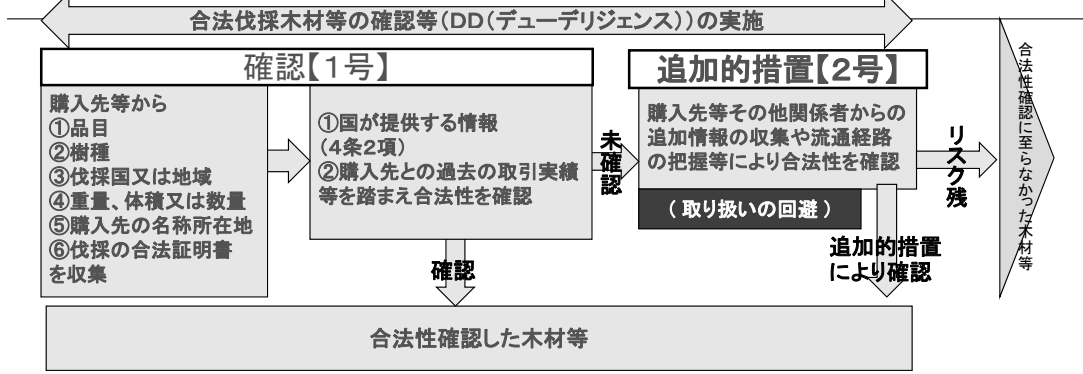 合法伐採木材等の確認等(DD(デューデリジェンス))の実施
確認【1号】
購入先等から
①品目
②樹種
③伐採国又は地域
④重量、体積又は数量
⑤購入先の名称所在地
⑥伐採の合法証明書
を収集
①国が提供する情報
(4条2項)
②購入先との過去の取引実績
等を踏まえ合法性を確認
未確認
確認
追加的措置【2号】
購入先等その他関係者からの
追加情報の収集や流通経路
の把握等により合法性を確認
(取り扱いの回避)
追加的措置
により確認
リスク残
合法性確認に至らなかった木材等
合法性確認した木材等